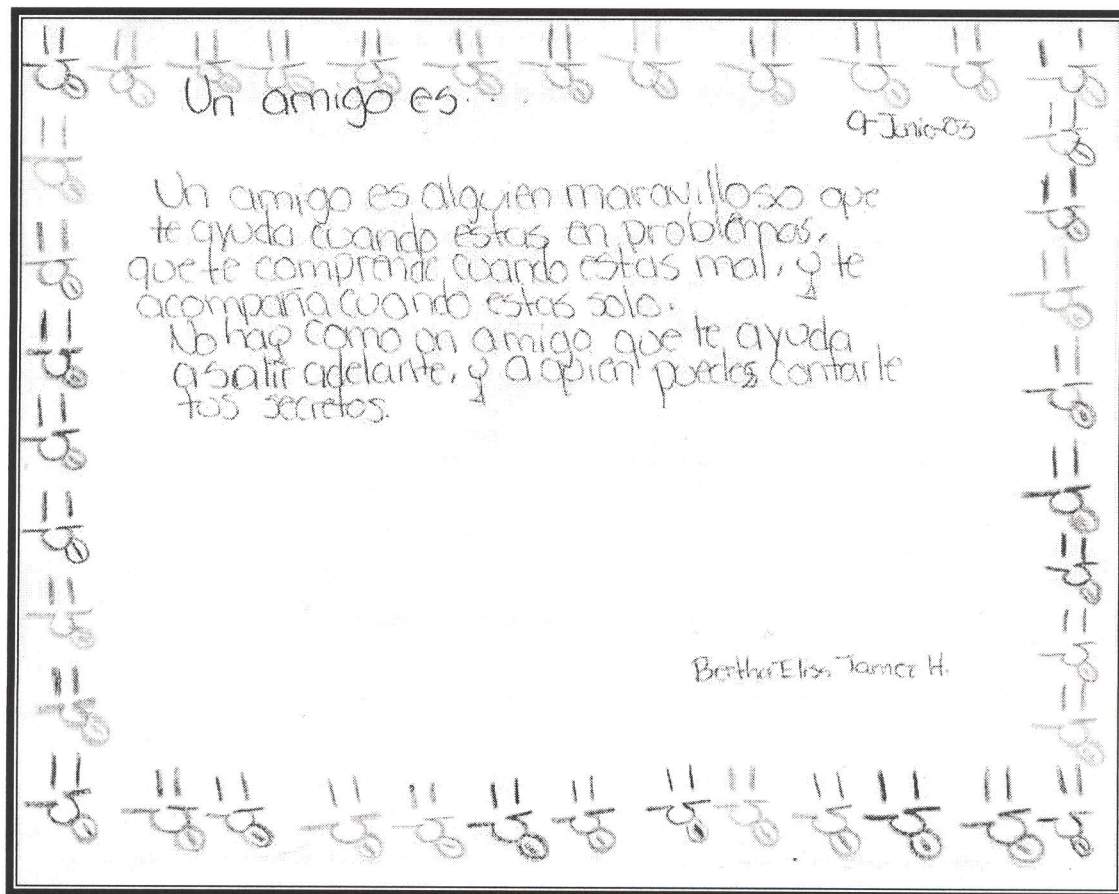 Un amigo es...
9-Junio-03
Un amigo es alguien maravilloso que
te ayuda cuando estas en problemas,
que te comprende cuando estas mal, y te
acompaña cuando estas solo.
No hay como un amigo que te ayuda
a salir adelante, y a quien puedes contarle
tus secretos.
Bertha Elisa H.